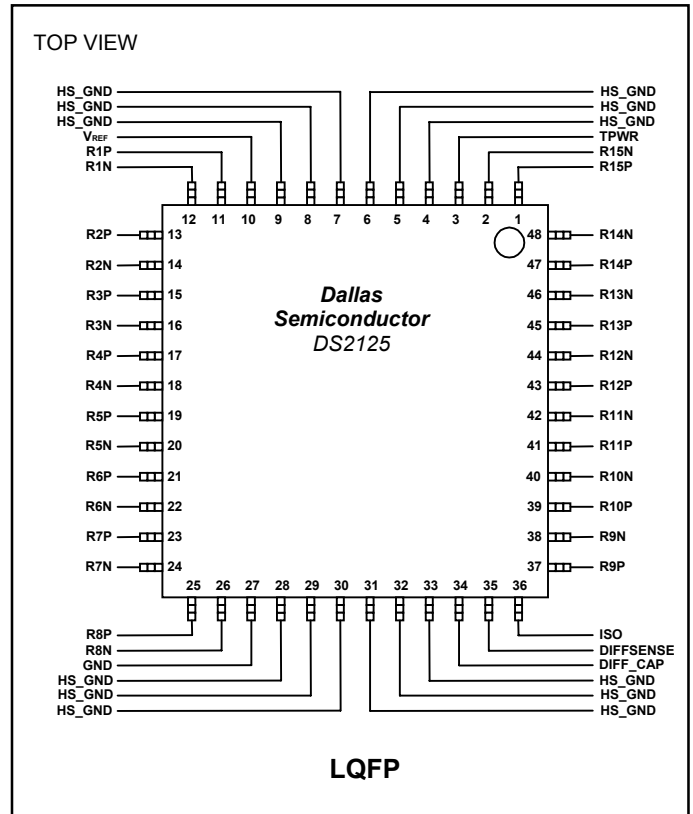 TOP VIEW
HS_GND
HS_GND
HS_GND
VREF
R1P
R1N
HS_GND
HS_GND
HS_GND
TPWR
R15N
R15P
12 11 10 9 8 7 6 5 4 3 2 1
R2P 13
R2N 14
R3P 15
R3N 16
R4P 17
R4N 18
R5P 19
R5N 20
R6P 21
R6N 22
R7P 23
R7N 24
Dallas
Semiconductor
DS2125
48 R14N
47 R14P
46 R13N
45 R13P
44 R12N
43 R12P
42 R11N
41 R11P
40 R10N
39 R10P
38 R9N
37 R9P
25 26 27 28 29 30 31 32 33 34 35 36
R8P
R8N
GND
HS_GND
HS_GND
HS_GND
ISO
DIFFSENSE
DIFF_CAP
HS_GND
HS_GND
HS_GND
LQFP